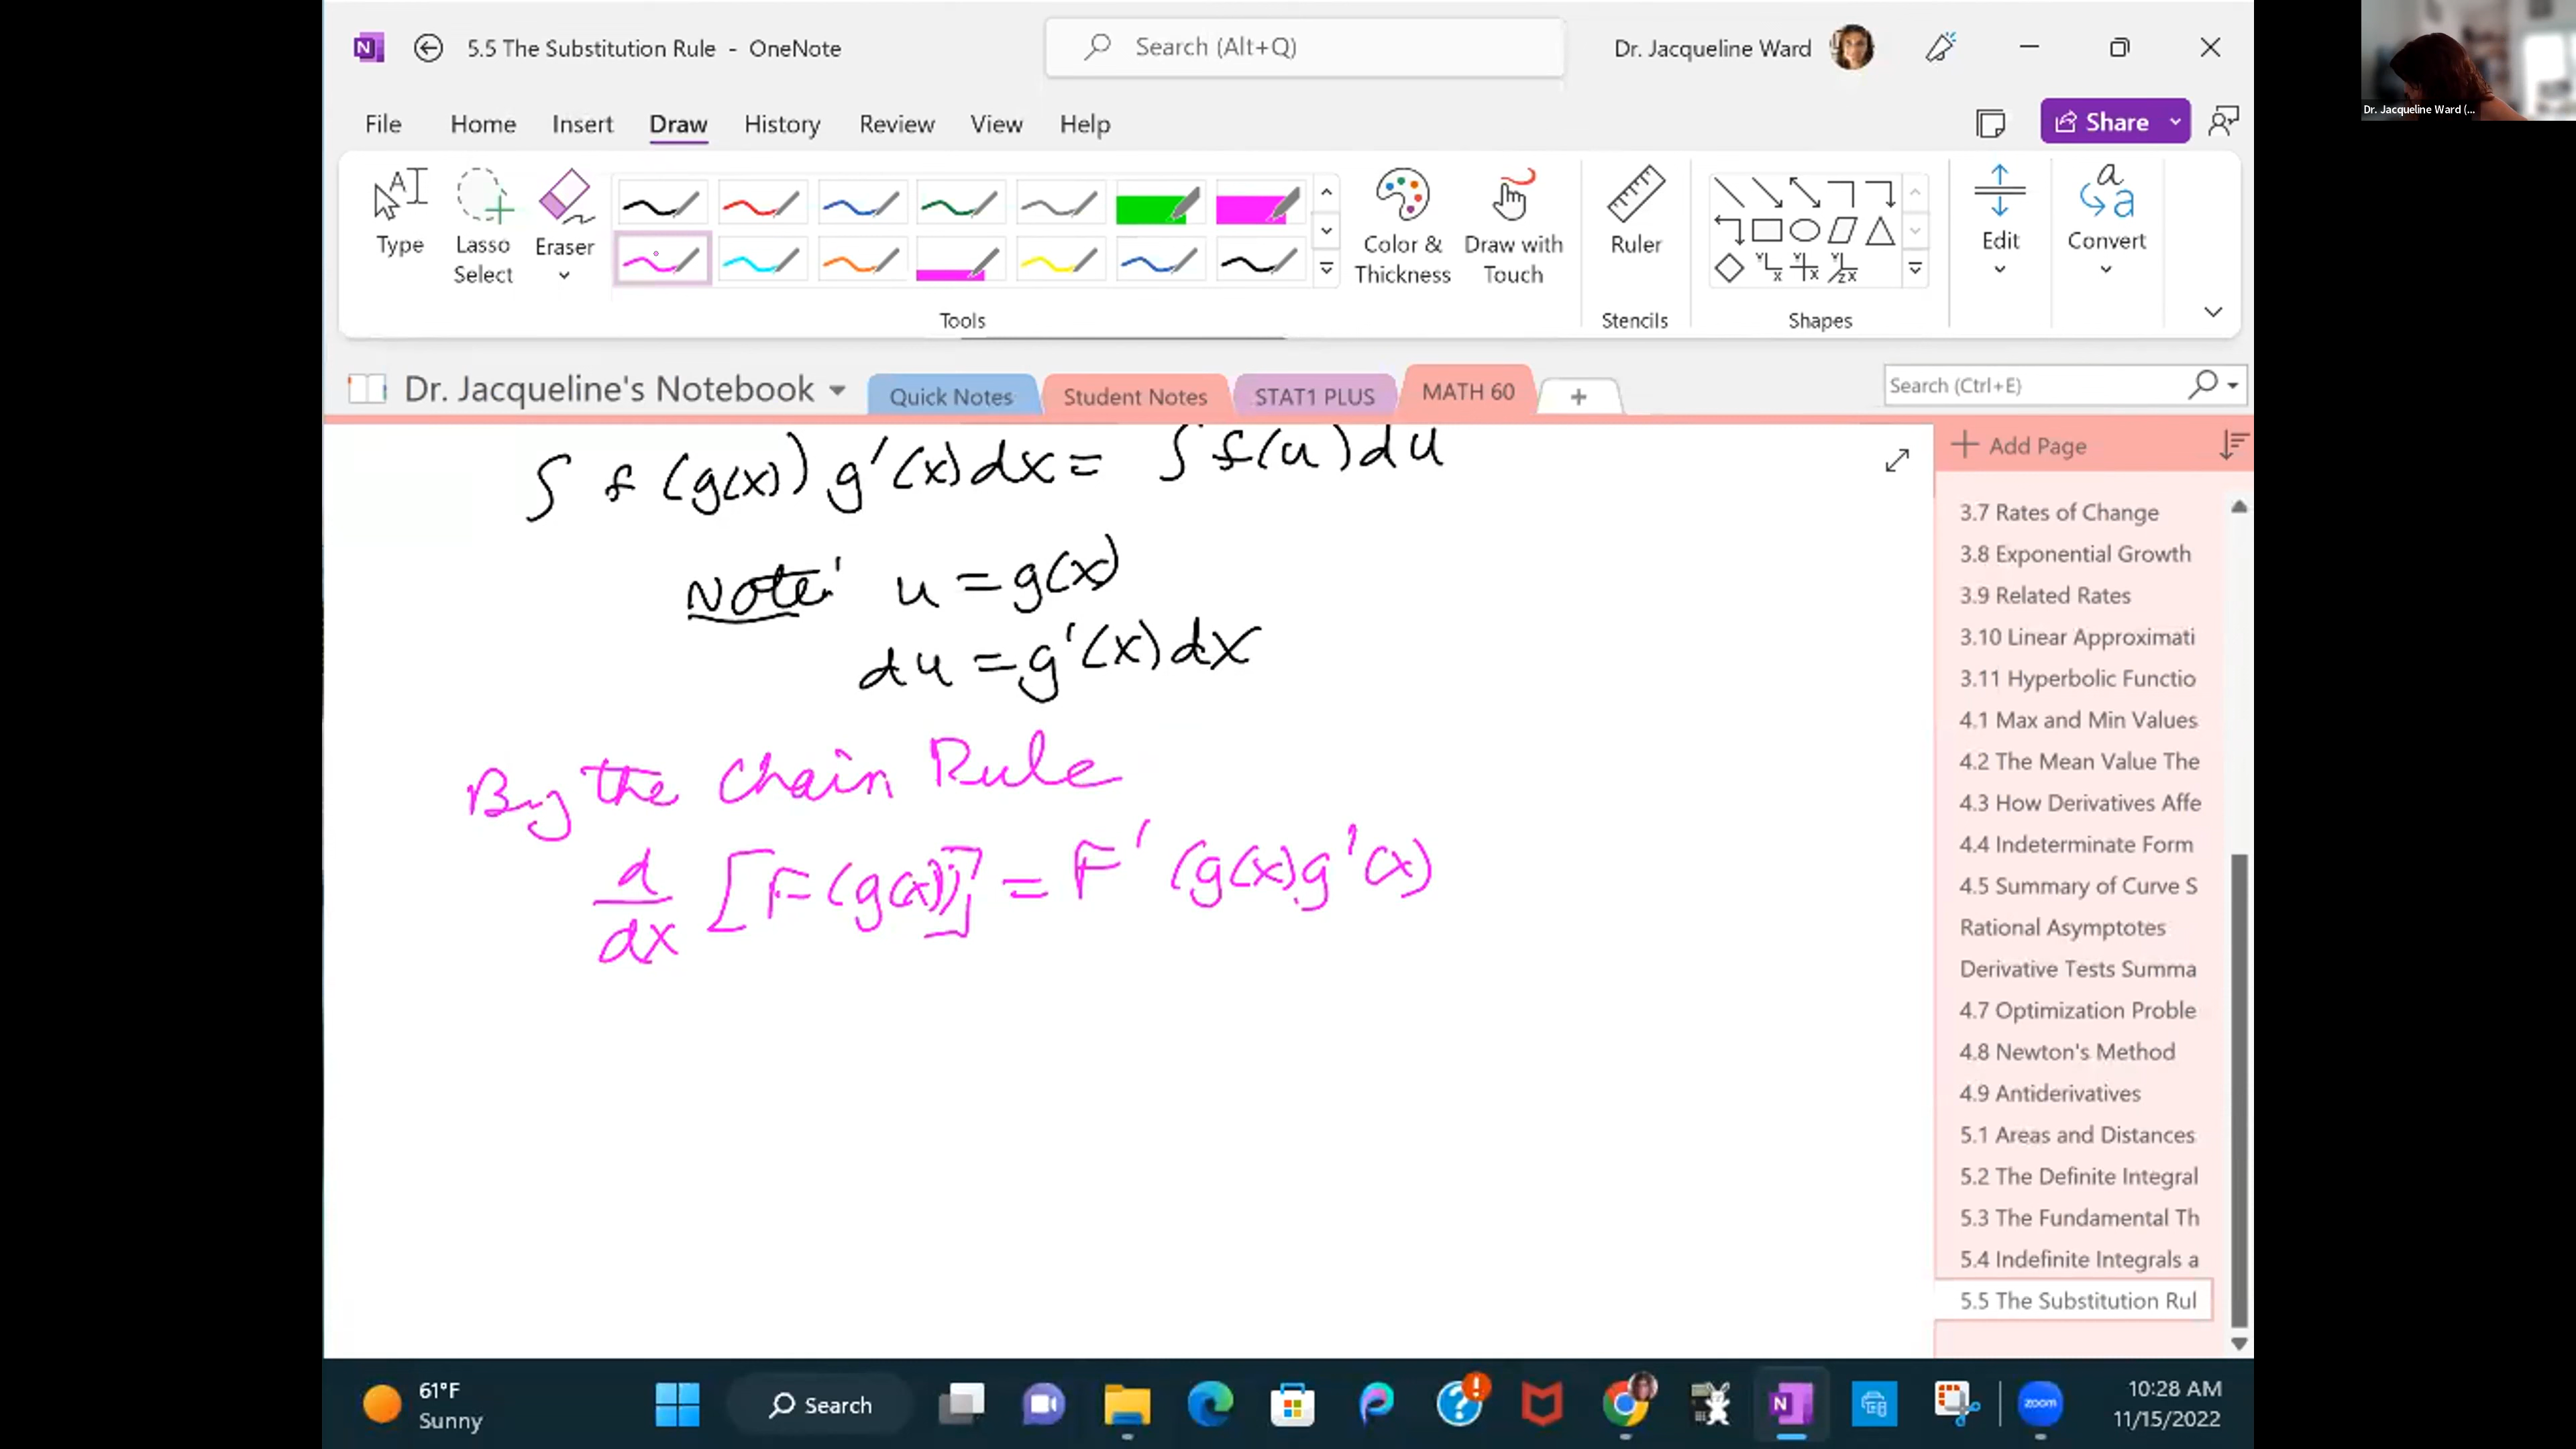 5.5 The Substitution Rule - OneNote
Search (Alt+Q)
Dr. Jacqueline Ward
Dr. Jacqueline Ward (...
File Home Insert Draw History Review View Help
Share
Type
Lasso Select
Eraser
Color & Thickness
Draw with Touch
Ruler
Edit
Convert
Tools
Stencils
Shapes
Dr. Jacqueline's Notebook
Quick Notes
Student Notes
STAT1 PLUS
MATH 60
Search (Ctrl+E)
∫ f (g(x)) g'(x)dx = ∫ f(u)du
Note: u = g(x)
du = g'(x)dx
By the Chain Rule
d/dx [F(g(x))] = F'(g(x)g'(x)
Add Page
3.7 Rates of Change
3.8 Exponential Growth
3.9 Related Rates
3.10 Linear Approximati
3.11 Hyperbolic Functio
4.1 Max and Min Values
4.2 The Mean Value The
4.3 How Derivatives Affe
4.4 Indeterminate Form
4.5 Summary of Curve S
Rational Asymptotes
Derivative Tests Summa
4.7 Optimization Proble
4.8 Newton's Method
4.9 Antiderivatives
5.1 Areas and Distances
5.2 The Definite Integral
5.3 The Fundamental Th
5.4 Indefinite Integrals a
5.5 The Substitution Rul
61°F
Sunny
Search
zoom
10:28 AM
11/15/2022